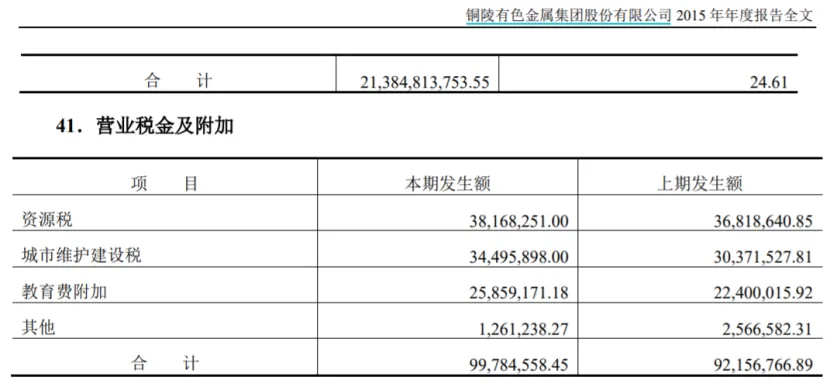 铜陵有色金属集团股份有限公司 2015 年年度报告全文
合 计 21,384,813,753.55 24.61
41．营业税金及附加
项 目 本期发生额 上期发生额
资源税 38,168,251.00 36,818,640.85
城市维护建设税 34,495,898.00 30,371,527.81
教育费附加 25,859,171.18 22,400,015.92
其他 1,261,238.27 2,566,582.31
合 计 99,784,558.45 92,156,766.89